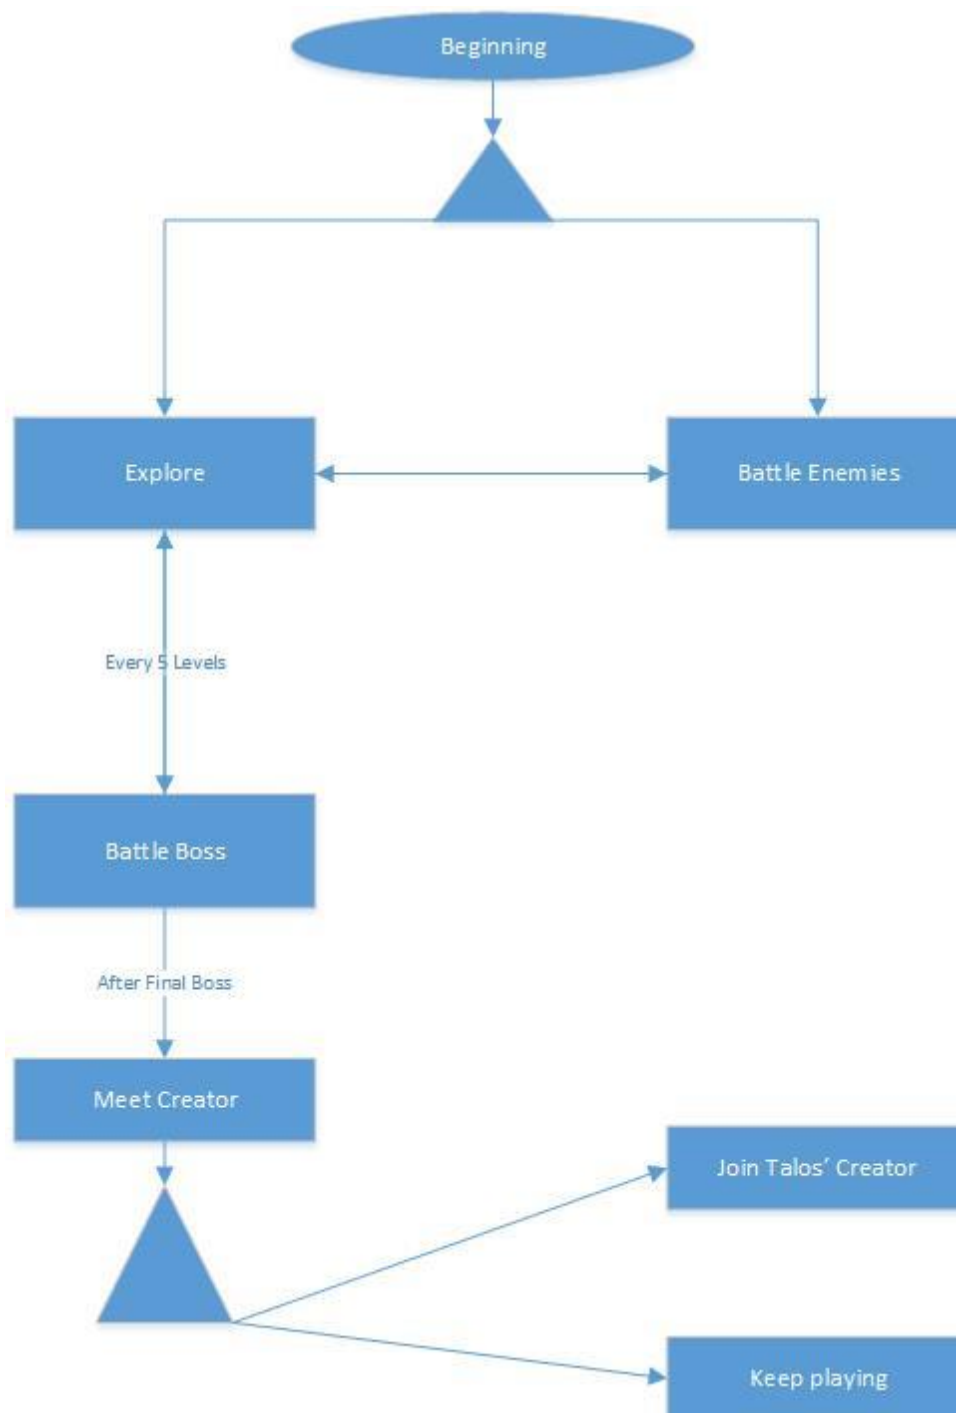 Beginning
Explore
Battle Enemies
Every 5 Levels
Battle Boss
After Final Boss
Meet Creator
Join Talos’ Creator
Keep playing